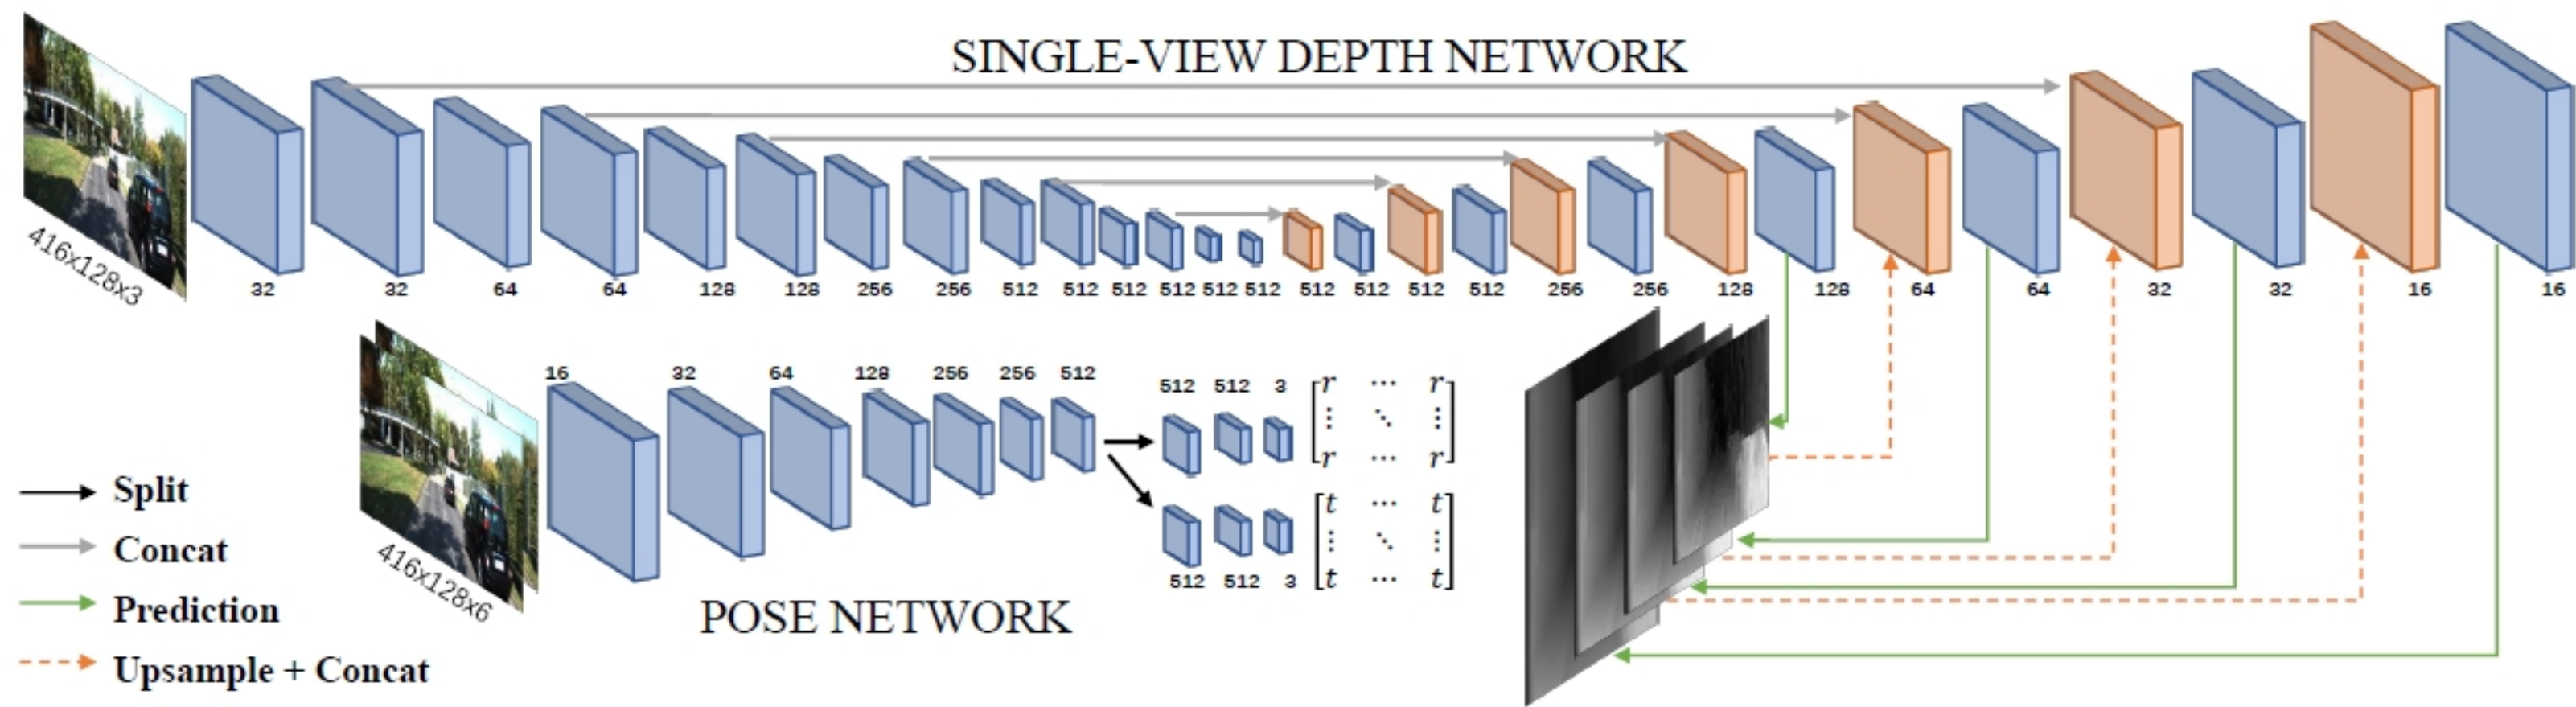 SINGLE-VIEW DEPTH NETWORK
416x128x3
32 32 64 64 128 128 256 256 512 512 512 512 512 512 512 512 512 512 256 256 128 128 64 64 32 32 16 16
16 32 64 128 256 256 512
512 512 3
r ⋯ r
⋮ ⋱ ⋮
r ⋯ r
t ⋯ t
⋮ ⋱ ⋮
t ⋯ t
512 512 3
416x128x6
POSE NETWORK
Split
Concat
Prediction
Upsample + Concat